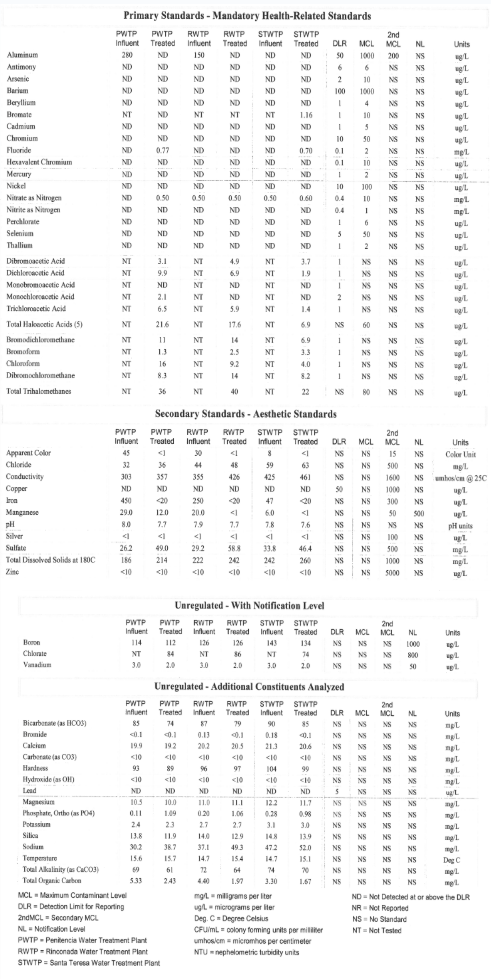 Primary Standards - Mandatory Health-Related Standards
PWTP Influent PWTP Treated RWTP Influent RWTP Treated STWTP Influent STWTP Treated DLR MCL 2nd MCL NL Units
Aluminum 280 ND 150 ND ND ND 50 1000 200 NS ug/L
Antimony ND ND ND ND ND ND 6 6 NS NS ug/L
Arsenic ND ND ND ND ND ND 2 10 NS NS ug/L
Barium ND ND ND ND ND ND 100 1000 NS NS ug/L
Beryllium ND ND ND ND ND ND 1 4 NS NS ug/L
Bromate NT ND NT NT NT 1.16 1 10 NS NS ug/L
Cadmium ND ND ND ND ND ND 1 5 NS NS ug/L
Chromium ND ND ND ND ND ND 10 50 NS NS ug/L
Fluoride ND 0.77 ND ND ND 0.70 0.1 2 NS NS mg/L
Hexavalent Chromium ND ND ND ND ND ND 0.1 10 NS NS ug/L
Mercury ND ND ND ND ND ND 1 2 NS NS ug/L
Nickel ND ND ND ND ND ND 10 100 NS NS ug/L
Nitrate as Nitrogen ND 0.50 0.50 0.50 0.50 0.60 0.4 10 NS NS mg/L
Nitrite as Nitrogen ND ND ND ND ND ND 0.4 1 NS NS mg/L
Perchlorate ND ND ND ND ND ND 1 6 NS NS ug/L
Selenium ND ND ND ND ND ND 5 50 NS NS ug/L
Thallium ND ND ND ND ND ND 1 2 NS NS ug/L
Dibromoacetic Acid NT 3.1 NT 4.9 NT 3.7 1 NS NS NS ug/L
Dichloroacetic Acid NT 9.9 NT 6.9 NT 1.9 1 NS NS NS ug/L
Monobromoacetic Acid NT ND NT ND NT ND 1 NS NS NS ug/L
Monochloroacetic Acid NT 2.1 NT ND NT ND 2 NS NS NS ug/L
Trichloroacetic Acid NT 6.5 NT 5.9 NT 1.4 1 NS NS NS ug/L
Total Haloacetic Acids (5) NT 21.6 NT 17.6 NT 6.9 NS 60 NS NS ug/L
Bromodichloromethane NT 11 NT 14 NT 6.9 1 NS NS NS ug/L
Bromoform NT 1.3 NT 2.5 NT 3.3 1 NS NS NS ug/L
Chloroform NT 16 NT 9.2 NT 4.0 1 NS NS NS ug/L
Dibromochloromethane NT 8.3 NT 14 NT 8.2 1 NS NS NS ug/L
Total Trihalomethanes NT 36 NT 40 NT 22 NS 80 NS NS ug/L
Secondary Standards - Aesthetic Standards
PWTP Influent PWTP Treated RWTP Influent RWTP Treated STWTP Influent STWTP Treated DLR MCL 2nd MCL NL Units
Apparent Color 45 <1 30 <1 8 <1 NS NS 15 NS Color Unit
Chloride 32 36 44 48 59 63 NS NS 500 NS mg/L
Conductivity 303 357 355 426 425 461 NS NS 1600 NS umhos/cm @ 25C
Copper ND ND ND ND ND ND 50 NS 1000 NS ug/L
Iron 450 <20 250 <20 47 <20 NS NS 300 NS ug/L
Manganese 29.0 12.0 20.0 <1 6.0 <1 NS NS 50 500 ug/L
pH 8.0 7.7 7.9 7.7 7.8 7.6 NS NS NS NS pH units
Silver <1 <1 <1 <1 <1 <1 NS NS 100 NS ug/L
Sulfate 26.2 49.0 29.2 58.8 33.8 46.4 NS NS 500 NS mg/L
Total Dissolved Solids at 180C 186 214 222 242 242 260 NS NS 1000 NS mg/L
Zinc <10 <10 <10 <10 <10 <10 NS NS 5000 NS ug/L
Unregulated - With Notification Level
PWTP Influent PWTP Treated RWTP Influent RWTP Treated STWTP Influent STWTP Treated DLR MCL 2nd MCL NL Units
Boron 114 112 126 126 143 134 NS NS NS 1000 ug/L
Chlorate NT 84 NT 86 NT 74 NS NS NS 800 ug/L
Vanadium 3.0 2.0 3.0 2.0 3.0 2.0 NS NS NS 50 ug/L
Unregulated - Additional Constituents Analyzed
PWTP Influent PWTP Treated RWTP Influent RWTP Treated STWTP Influent STWTP Treated DLR MCL 2nd MCL NL Units
Bicarbonate (as HCO3) 85 74 87 79 90 85 NS NS NS NS mg/L
Bromide <0.1 <0.1 0.13 <0.1 0.18 <0.1 NS NS NS NS mg/L
Calcium 19.9 19.2 20.2 20.5 21.3 20.6 NS NS NS NS mg/L
Carbonate (as CO3) <10 <10 <10 <10 <10 <10 NS NS NS NS mg/L
Hardness 93 89 96 97 104 99 NS NS NS NS mg/L
Hydroxide (as OH) <10 <10 <10 <10 <10 <10 NS NS NS NS mg/L
Lead ND ND ND ND ND ND 5 NS NS NS ug/L
Magnesium 10.5 10.0 11.0 11.1 12.2 11.7 NS NS NS NS mg/L
Phosphate, Ortho (as PO4) 0.11 1.09 0.20 1.06 0.28 0.98 NS NS NS NS mg/L
Potassium 2.4 2.3 2.7 2.7 3.1 3.0 NS NS NS NS mg/L
Silica 13.8 11.9 14.0 12.9 14.8 13.9 NS NS NS NS mg/L
Sodium 30.2 38.7 37.1 49.3 47.2 52.0 NS NS NS NS mg/L
Temperature 15.6 15.7 14.7 15.4 14.7 15.1 NS NS NS NS Deg C
Total Alkalinity (as CaCO3) 69 61 72 64 74 70 NS NS NS NS mg/L
Total Organic Carbon 5.33 2.43 4.40 1.97 3.30 1.67 NS NS NS NS mg/L
MCL = Maximum Contaminant Level mg/L = milligrams per liter ND = Not Detected at or above the DLR
DLR = Detection Limit for Reporting ug/L = micrograms per liter NR = Not Reported
2ndMCL = Secondary MCL Deg. C = Degree Celsius NS = No Standard
NL = Notification Level CFU/mL = colony forming units per milliliter NT = Not Tested
PWTP = Penitencia Water Treatment Plant umhos/cm = micromhos per centimeter
RWTP = Rinconada Water Treatment Plant NTU = nephelometric turbidity units
STWTP = Santa Teresa Water Treatment Plant